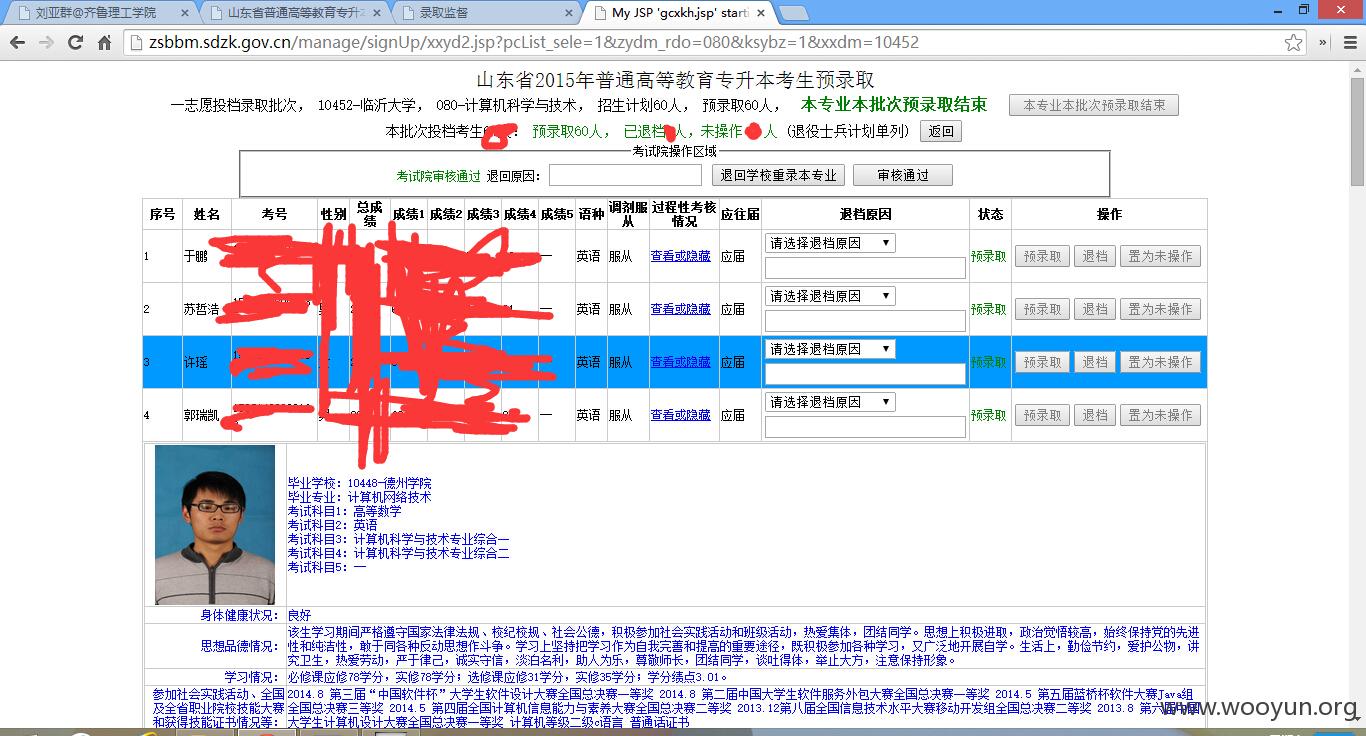 刘亚群@齐鲁理工学院 山东省普通高等教育专升 录取监督 My JSP 'gcxkh.jsp' starti
zsbbm.sdzk.gov.cn/manage/signUp/xxyd2.jsp?pcList_sele=1&zydm_rdo=080&ksybz=1&xxdm=10452
山东省2015年普通高等教育专升本考生预录取
一志愿投档录取批次， 10452-临沂大学， 080-计算机科学与技术， 招生计划60人， 预录取60人， 本专业本批次预录取结束 本专业本批次预录取结束
本批次投档考生 ： 预录取60人， 已退档 人，未操作 人 （退役士兵计划单列） 返回
考试院操作区域
考试院审核通过 退回原因： 退回学校重录本专业 审核通过
序号 姓名 考号 性别 总成绩 成绩1 成绩2 成绩3 成绩4 成绩5 语种 调剂服从 过程性考核情况 应往届 退档原因 状态 操作
1 于鹏 — 英语 服从 查看或隐藏 应届 请选择退档原因 预录取 预录取 退档 置为未操作
2 苏哲浩 — 英语 服从 查看或隐藏 应届 请选择退档原因 预录取 预录取 退档 置为未操作
3 许瑶 英语 服从 查看或隐藏 应届 请选择退档原因 预录取 预录取 退档 置为未操作
4 郭瑞凯 — 英语 服从 查看或隐藏 应届 请选择退档原因 预录取 预录取 退档 置为未操作
毕业学校：10448-德州学院
毕业专业：计算机网络技术
考试科目1：高等数学
考试科目2：英语
考试科目3：计算机科学与技术专业综合一
考试科目4：计算机科学与技术专业综合二
考试科目5：—
身体健康状况： 良好
思想品德情况： 该生学习期间严格遵守国家法律法规、校纪校规、社会公德，积极参加社会实践活动和班级活动，热爱集体，团结同学。思想上积极进取，政治觉悟较高，始终保持党的先进
性和纯洁性，敢于同各种反动思想作斗争。学习上坚持把学习作为自我完善和提高的重要途径，既积极参加各种学习，又广泛地开展自学。生活上，勤俭节约，爱护公物，讲
究卫生，热爱劳动，严于律己，诚实守信，淡泊名利，助人为乐，尊敬师长，团结同学，谈吐得体，举止大方，注意保持形象。
学习情况： 必修课应修78学分，实修78学分；选修课应修31学分，实修35学分；学分绩点3.01。
参加社会实践活动、全国及全省职业院校技能大赛和获得技能证书情况等： 2014.8 第三届“中国软件杯”大学生软件设计大赛全国总决赛一等奖 2014.8 第二届中国大学生软件服务外包大赛全国总决赛一等奖 2014.5 第五届蓝桥杯软件大赛Java组
全国总决赛三等奖 2014.5 第四届全国计算机信息能力与素养大赛全国总决赛二等奖 2013.12第八届全国信息技术水平大赛移动开发组全国总决赛二等奖 2013.8 第六届中国
大学生计算机设计大赛全国总决赛一等奖 计算机等级二级c语言 普通话证书
www.wooyun.org